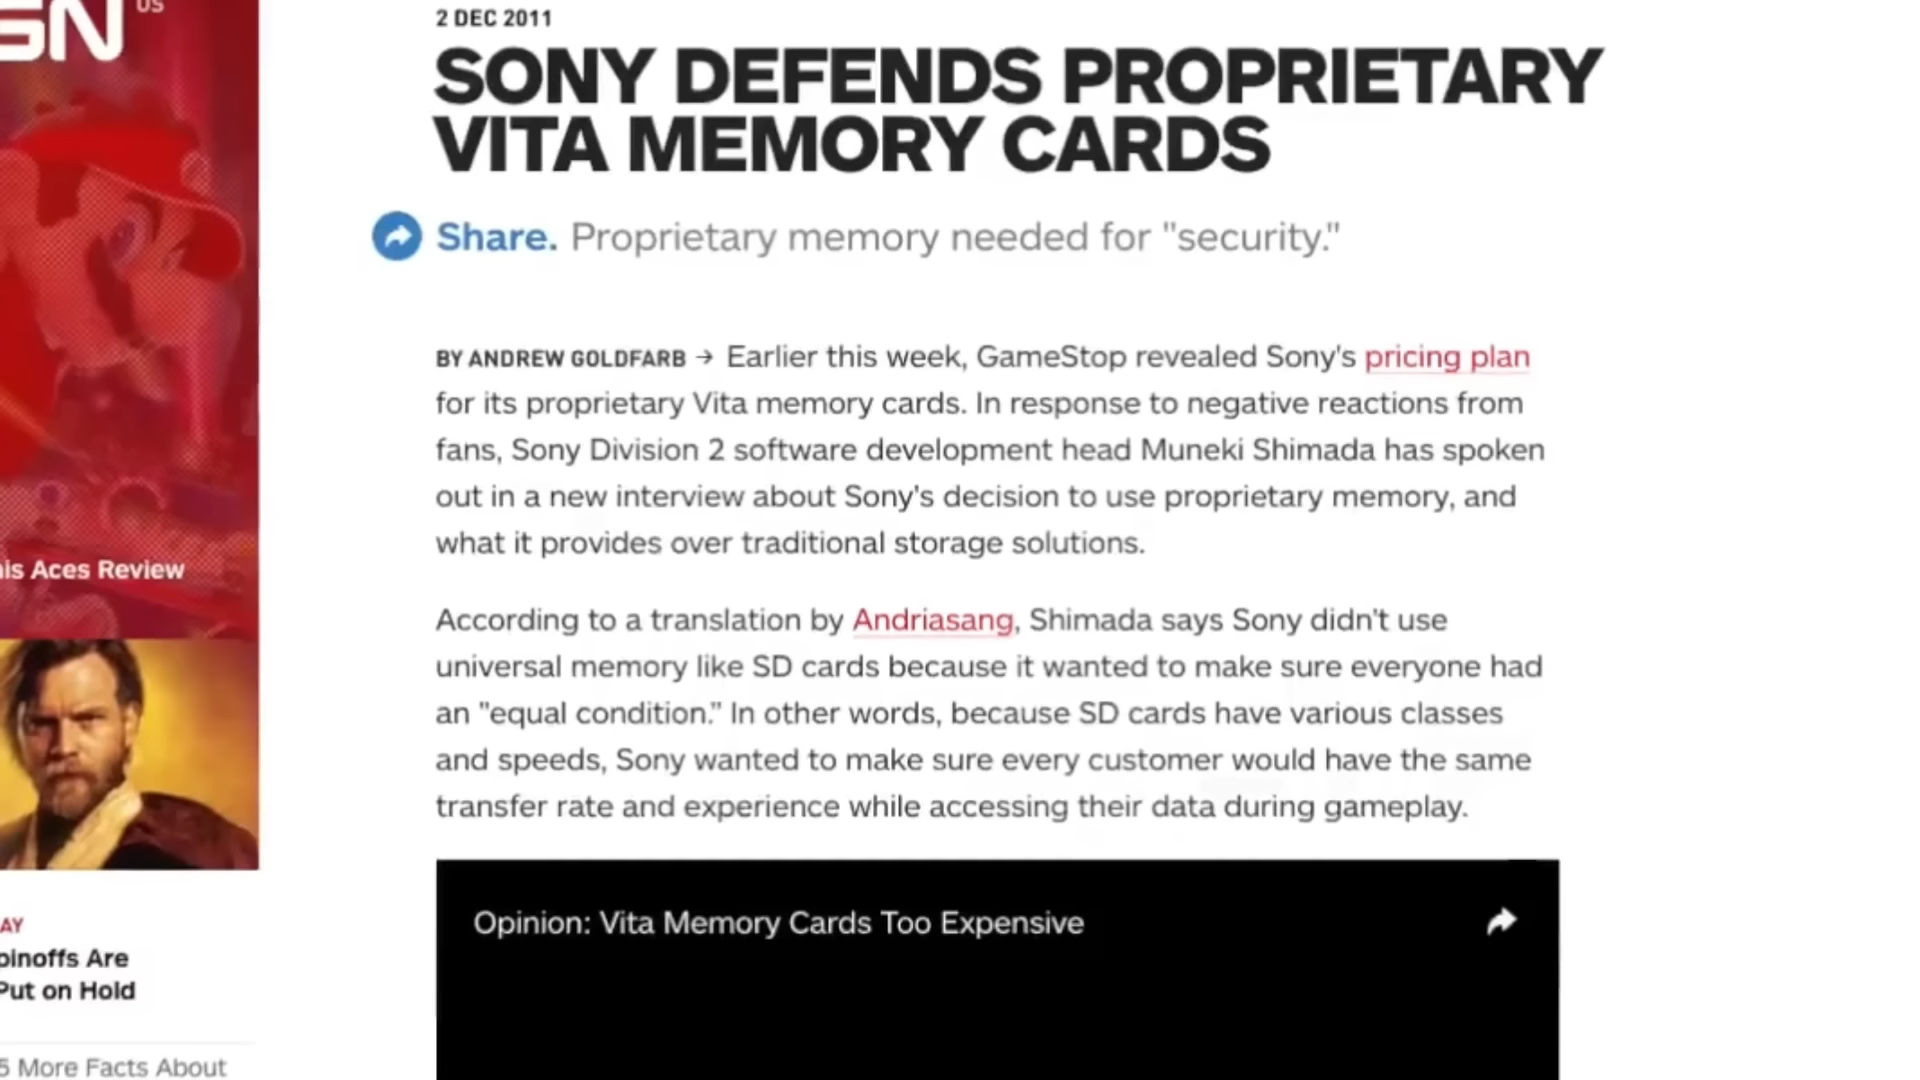 US
2 DEC 2011
SONY DEFENDS PROPRIETARY
VITA MEMORY CARDS
Share. Proprietary memory needed for "security."
BY ANDREW GOLDFARB → Earlier this week, GameStop revealed Sony's pricing plan
for its proprietary Vita memory cards. In response to negative reactions from
fans, Sony Division 2 software development head Muneki Shimada has spoken
out in a new interview about Sony's decision to use proprietary memory, and
what it provides over traditional storage solutions.
According to a translation by Andriasang, Shimada says Sony didn't use
universal memory like SD cards because it wanted to make sure everyone had
an "equal condition." In other words, because SD cards have various classes
and speeds, Sony wanted to make sure every customer would have the same
transfer rate and experience while accessing their data during gameplay.
Opinion: Vita Memory Cards Too Expensive
Aces Review
Are
Put on Hold
5 More Facts About